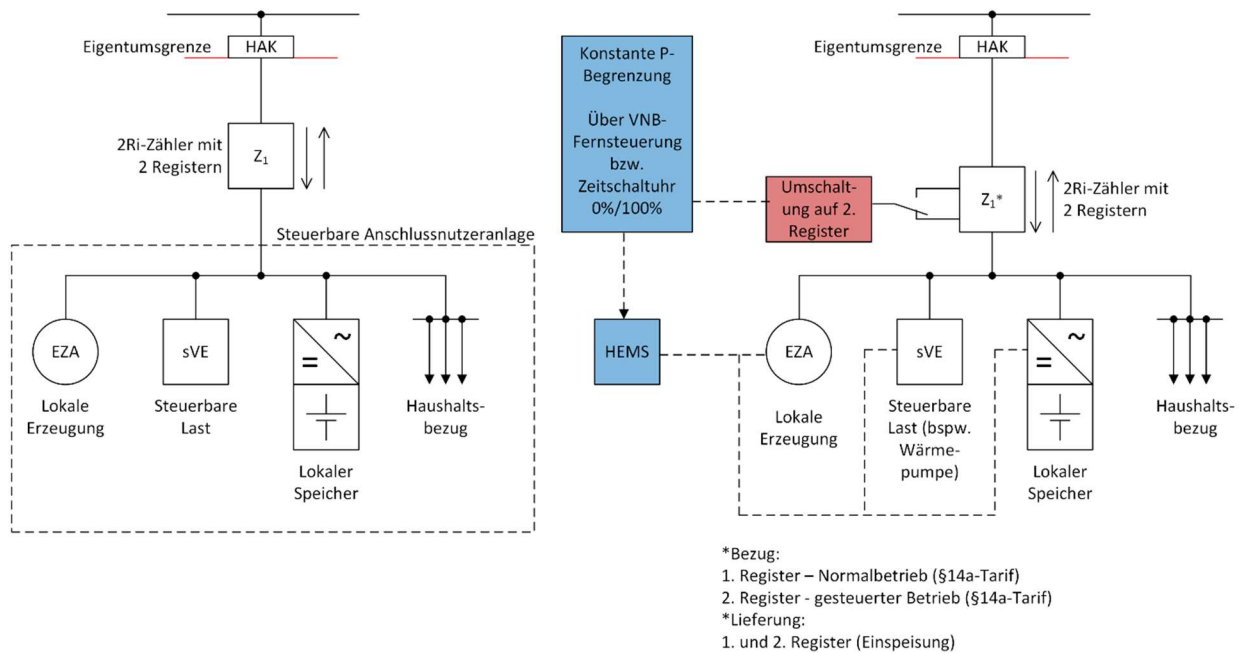 Eigentumsgrenze
HAK
2Ri-Zähler mit
2 Registern
Z1
Steuerbare Anschlussnutzeranlage
EZA
Lokale
Erzeugung
sVE
Steuerbare
Last
~
=
Lokaler
Speicher
Haushalts-
bezug
Konstante P-
Begrenzung
Über VNB-
Fernsteuerung
bzw.
Zeitschaltuhr
0%/100%
HEMS
Umschalt-
ung auf 2.
Register
Eigentumsgrenze
HAK
Z1*
2Ri-Zähler mit
2 Registern
EZA
Lokale
Erzeugung
sVE
Steuerbare
Last (bspw.
Wärme-
pumpe)
~
=
Lokaler
Speicher
Haushalts-
bezug
*Bezug:
1. Register – Normalbetrieb (§14a-Tarif)
2. Register - gesteuerter Betrieb (§14a-Tarif)
*Lieferung:
1. und 2. Register (Einspeisung)